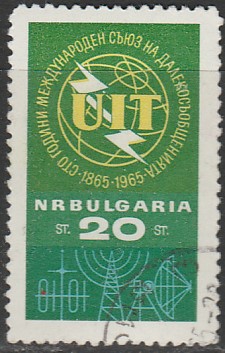 СТО ГОДИНИ МЕЖДУНАРОДЕН СЪЮЗ НА ДАЛЕКОСЪОБЩЕНИЯТА · 1865 · 1965 ·
UIT
NRBULGARIA
ST. 20 ST.